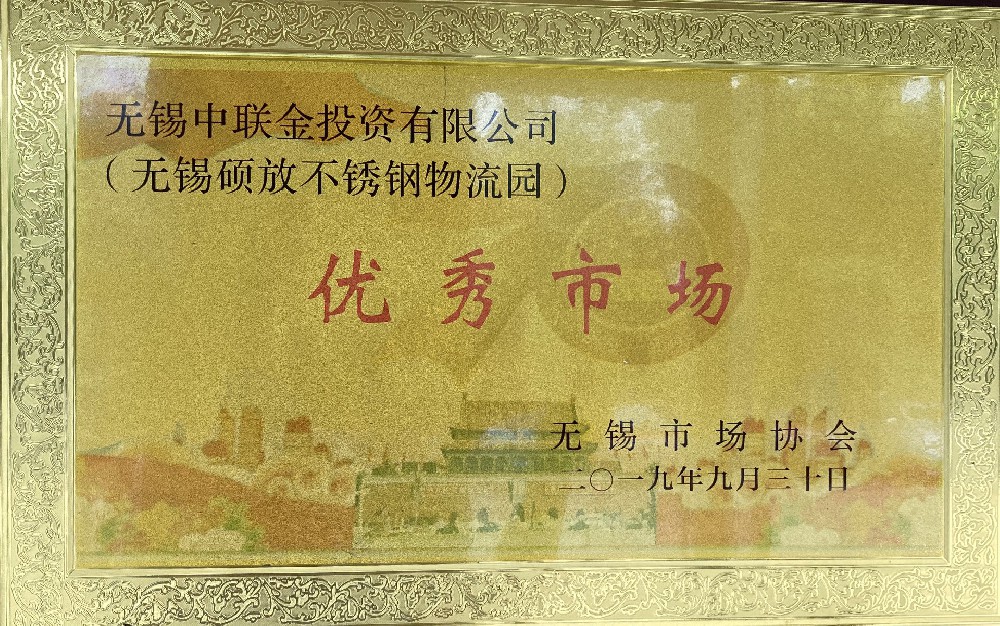 无锡中联金投资有限公司
（无锡硕放不锈钢物流园）
优秀市场
无锡市场协会
二〇一九年九月三十日